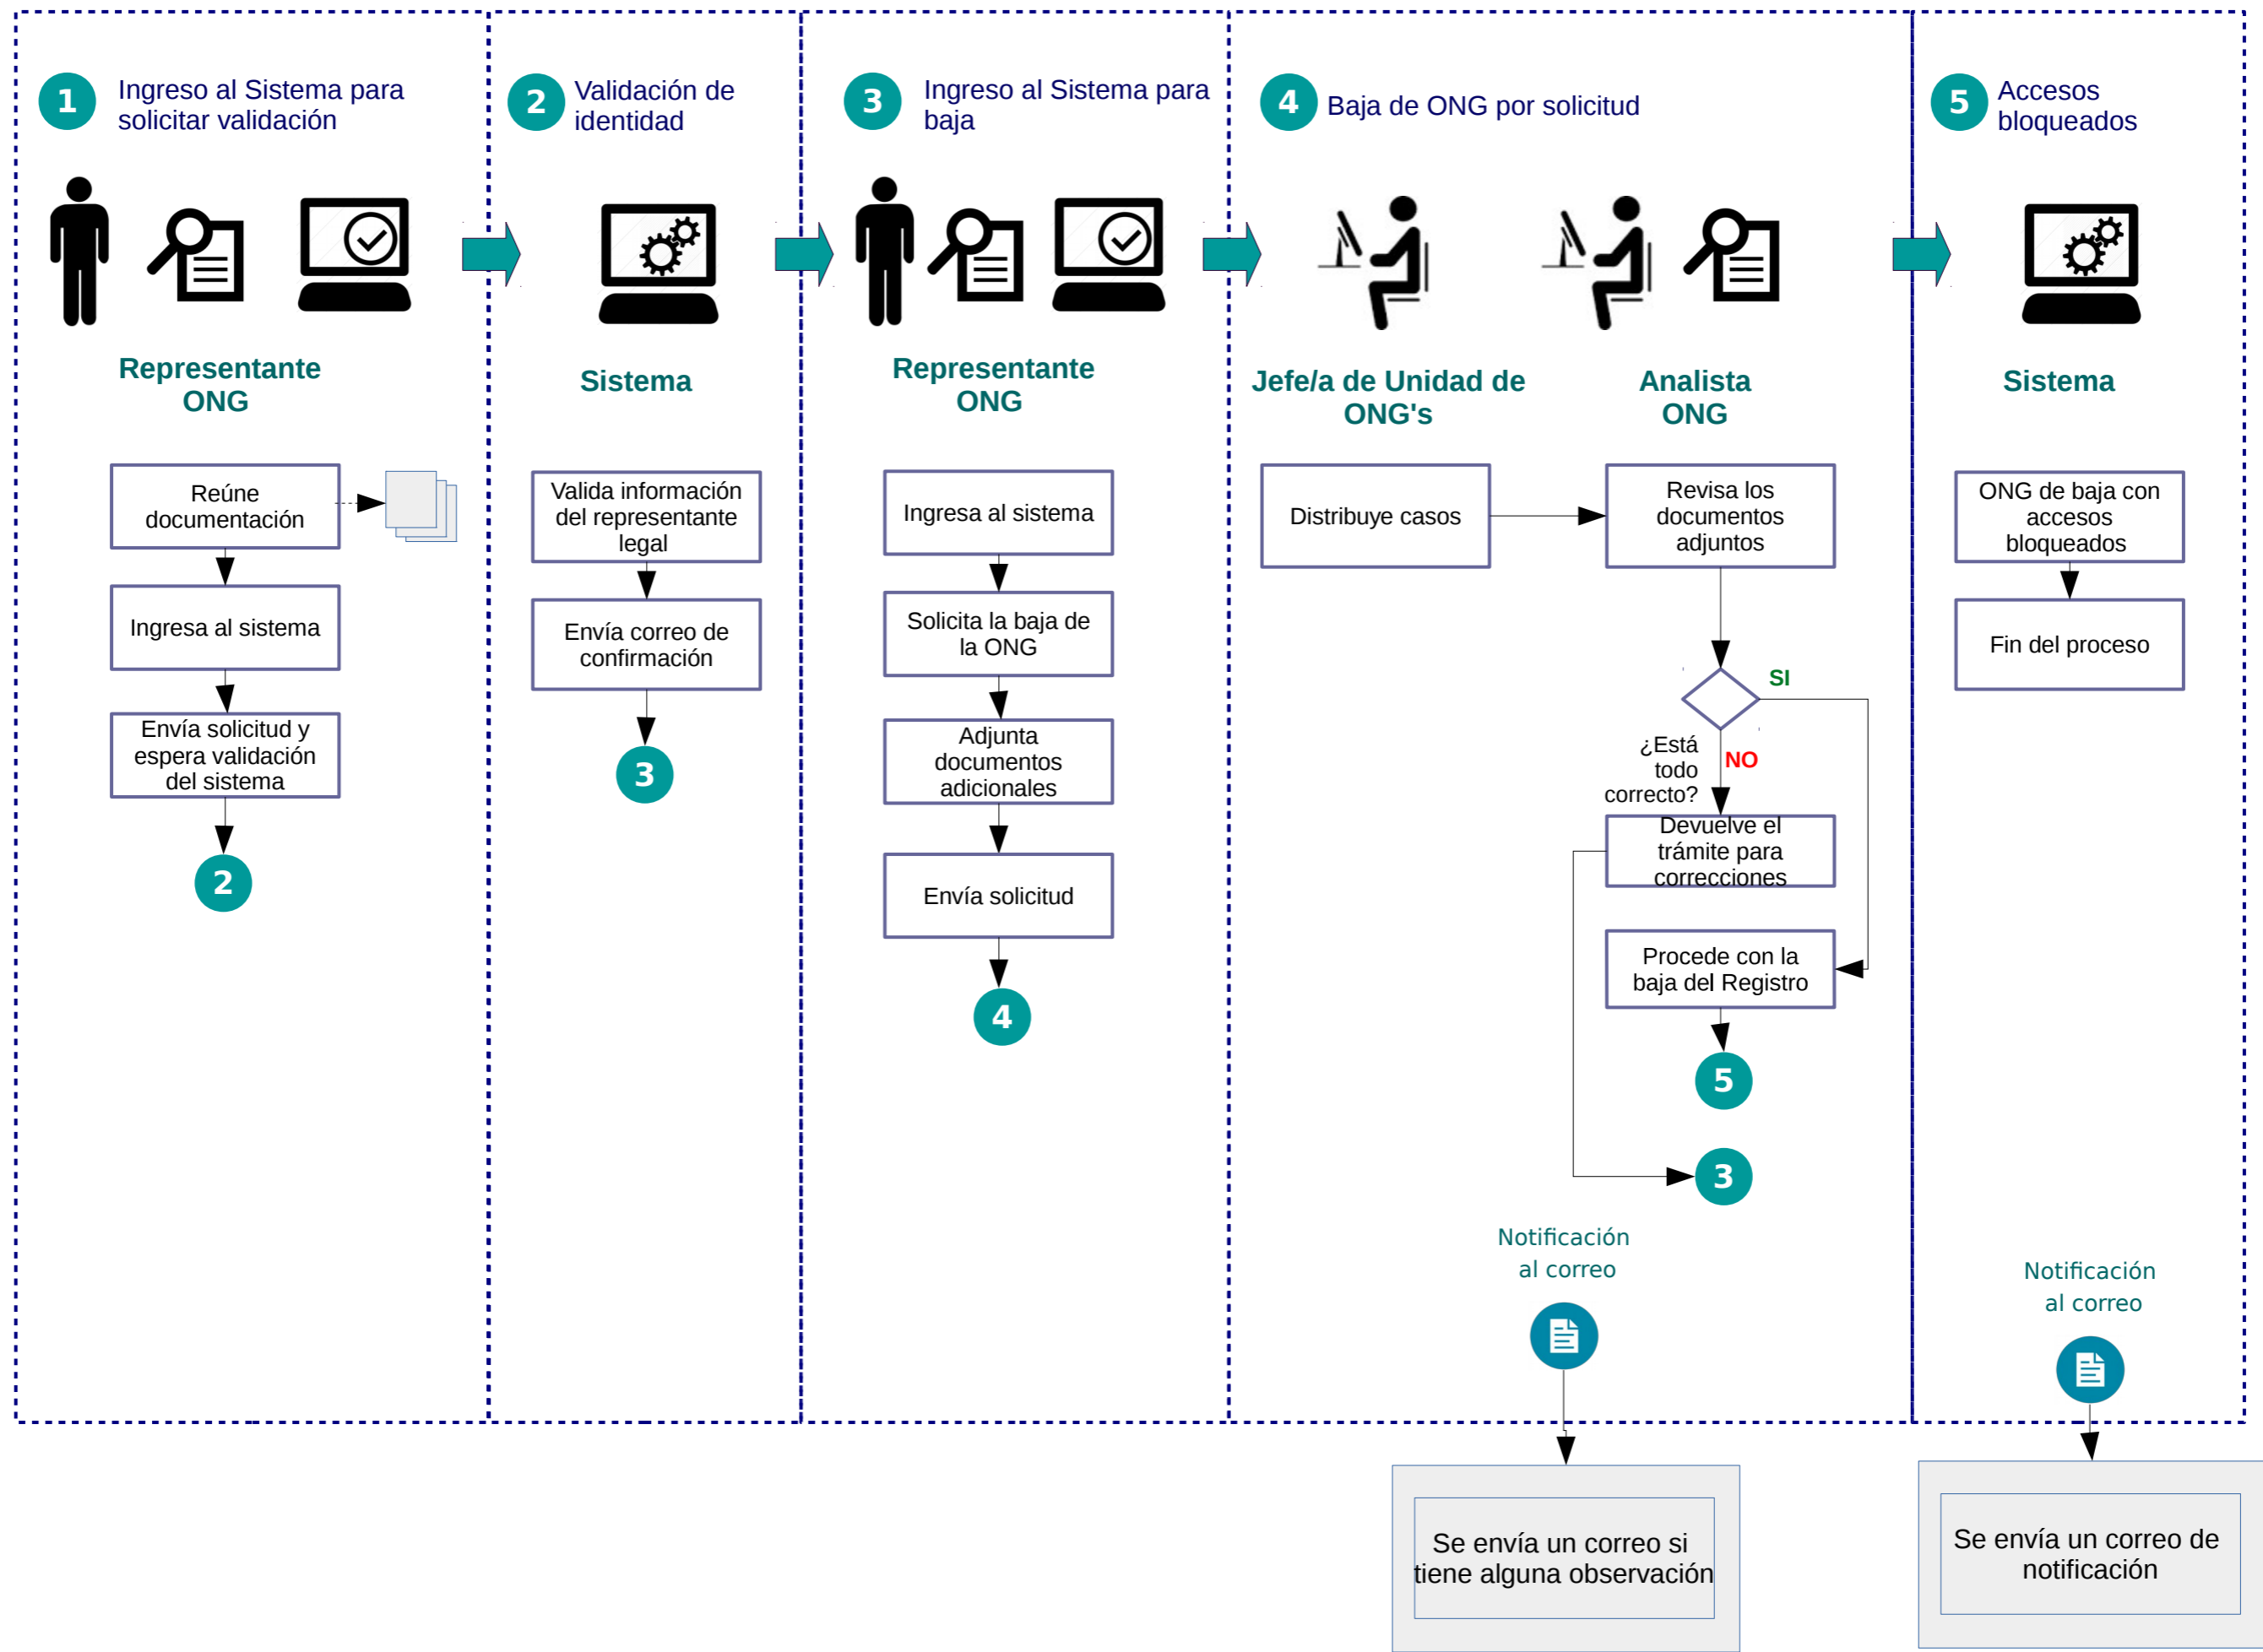 1
Ingreso al Sistema para
solicitar validación
Representante
ONG
Reúne
documentación
Ingresa al sistema
Envía solicitud y
espera validación
del sistema
2
2
Validación de
identidad
Sistema
Valida información
del representante
legal
Envía correo de
confirmación
3
3
Ingreso al Sistema para
baja
Representante
ONG
Ingresa al sistema
Solicita la baja de
la ONG
Adjunta
documentos
adicionales
Envía solicitud
4
4
Baja de ONG por solicitud
Jefe/a de Unidad de
ONG's
Analista
ONG
Distribuye casos
Revisa los
documentos
adjuntos
SI
¿Está
todo
correcto?
NO
Devuelve el
trámite para
correcciones
Procede con la
baja del Registro
5
3
Notificación
al correo
Se envía un correo si
tiene alguna observación
5
Accesos
bloqueados
Sistema
ONG de baja con
accesos
bloqueados
Fin del proceso
Notificación
al correo
Se envía un correo de
notificación